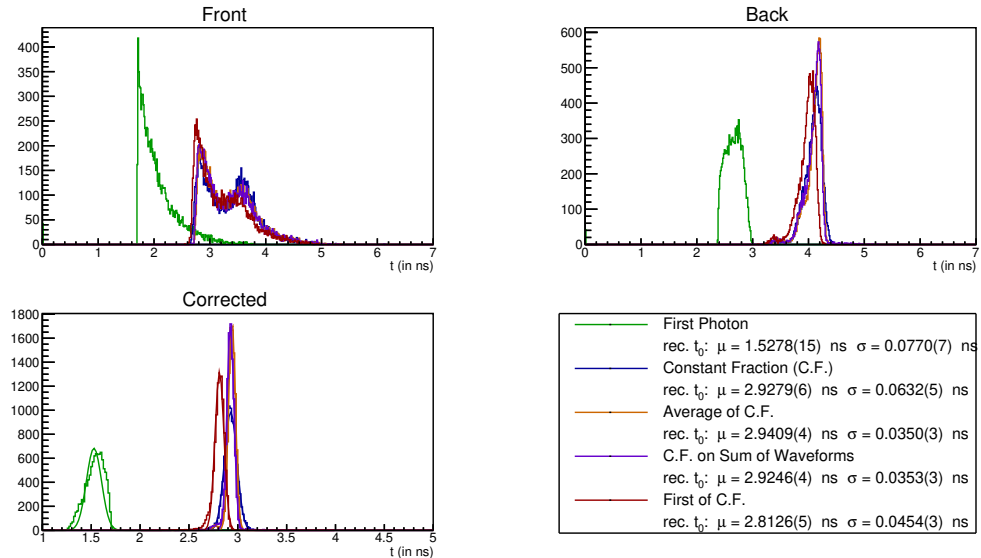 Front
400
350
300
250
200
150
100
50
0
0 1 2 3 4 5 6 7
t (in ns)
Back
600
500
400
300
200
100
0
0 1 2 3 4 5 6 7
t (in ns)
Corrected
1800
1600
1400
1200
1000
800
600
400
200
0
1 1.5 2 2.5 3 3.5 4 4.5 5
t (in ns)
First Photon
rec. t₀: μ = 1.5278(15) ns σ = 0.0770(7) ns
Constant Fraction (C.F.)
rec. t₀: μ = 2.9279(6) ns σ = 0.0632(5) ns
Average of C.F.
rec. t₀: μ = 2.9409(4) ns σ = 0.0350(3) ns
C.F. on Sum of Waveforms
rec. t₀: μ = 2.9246(4) ns σ = 0.0353(3) ns
First of C.F.
rec. t₀: μ = 2.8126(5) ns σ = 0.0454(3) ns